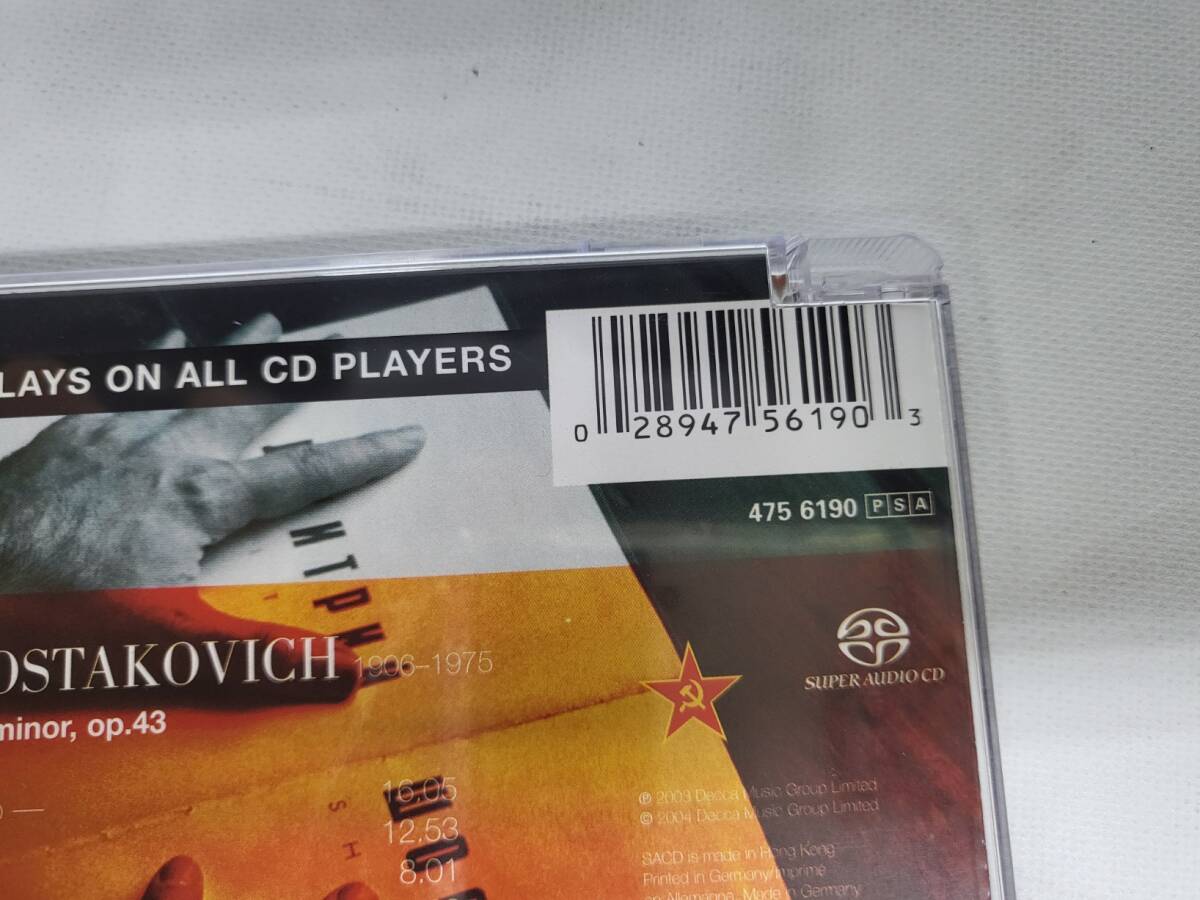 LAYS ON ALL CD PLAYERS
0 28947 56190 3
475 6190 PSA
ИТРИ
OSTAKOVICH 1906–1975
SUPER AUDIO CD
minor, op.43
16.05
12.53
8.01
S H
℗ 2003 Decca Music Group Limited
© 2004 Decca Music Group Limited
SACD is made in Hong Kong
Printed in Germany/Imprimé
en Allemagne. Made in Germany